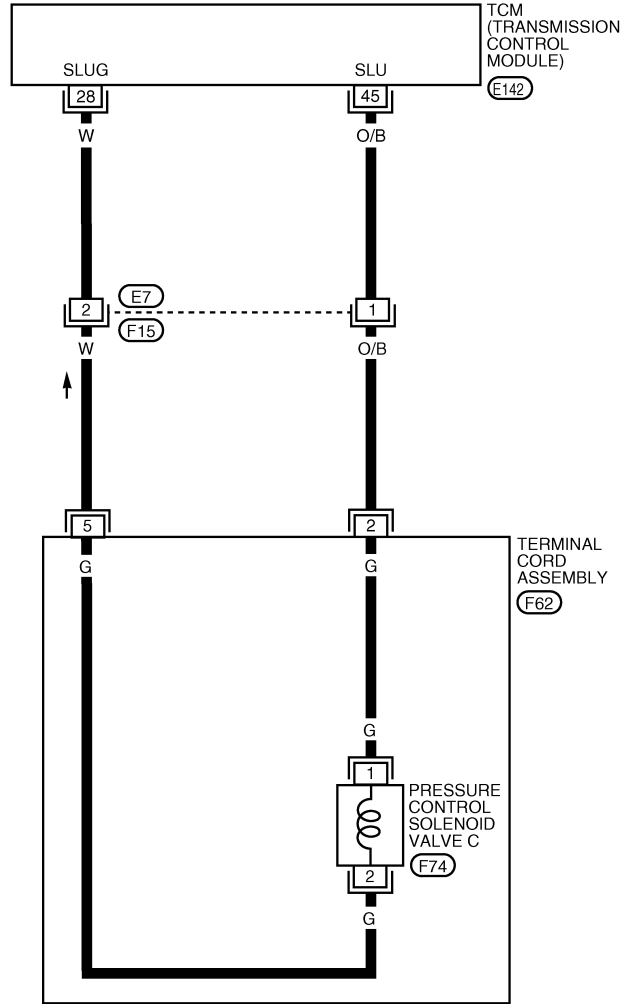 TCM
(TRANSMISSION
CONTROL
MODULE)
E142
SLUG
SLU
28
45
W
O/B
2
E7
F15
1
W
O/B
5
2
TERMINAL
CORD
ASSEMBLY
F62
G
G
G
1
PRESSURE
CONTROL
SOLENOID
VALVE C
F74
2
G